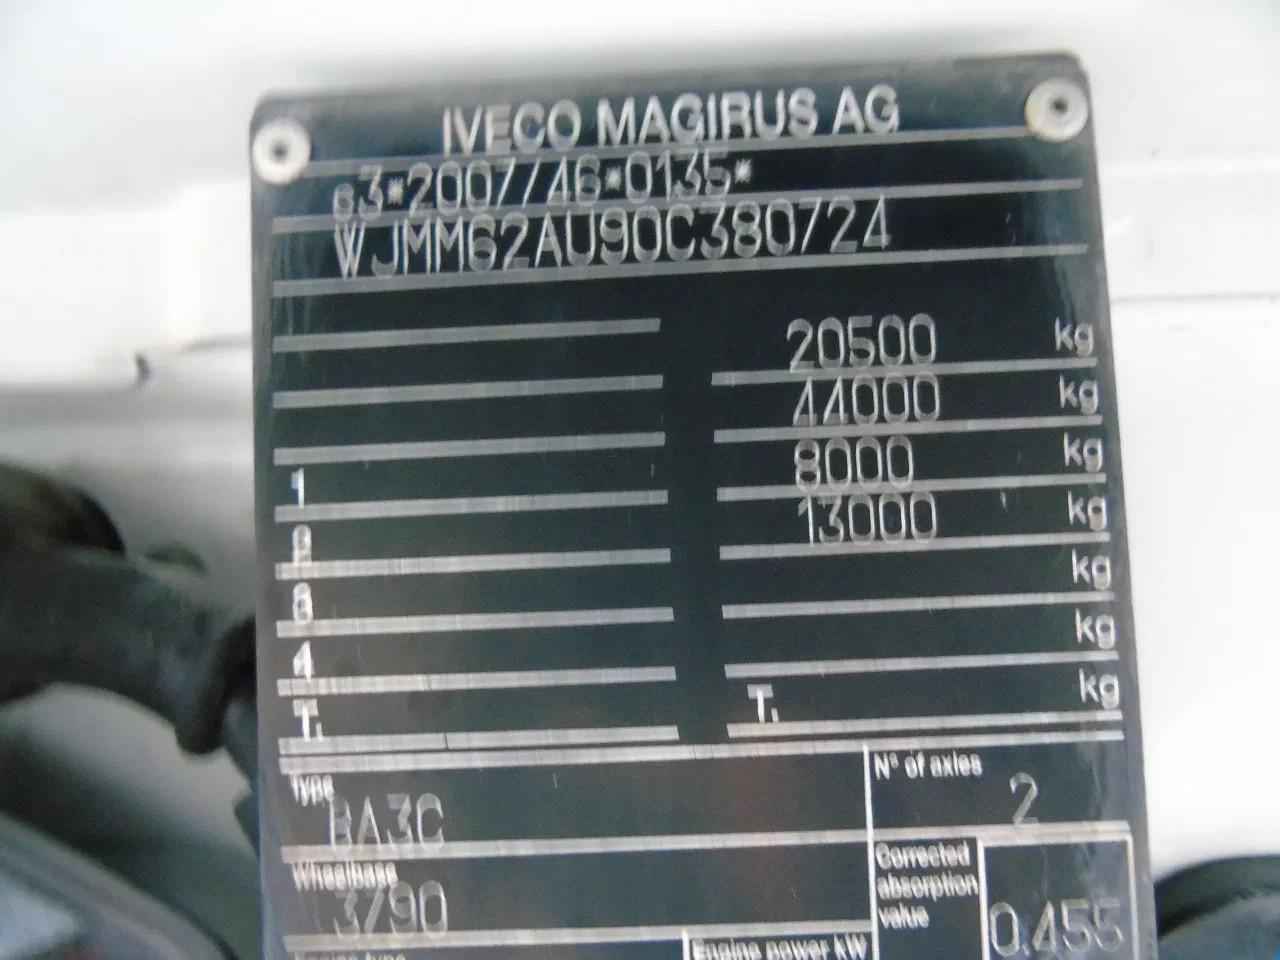 IVECO MAGIRUS AG
e3*2007/46*0135*
WJMM62AU90C380724
20500 kg
44000 kg
1 8000 kg
2 13000 kg
3 kg
4 kg
T. T. kg
Type Nº of axles
BA3C 2
Wheelbase Corrected absorption value
3790 0.455
Engine power kW